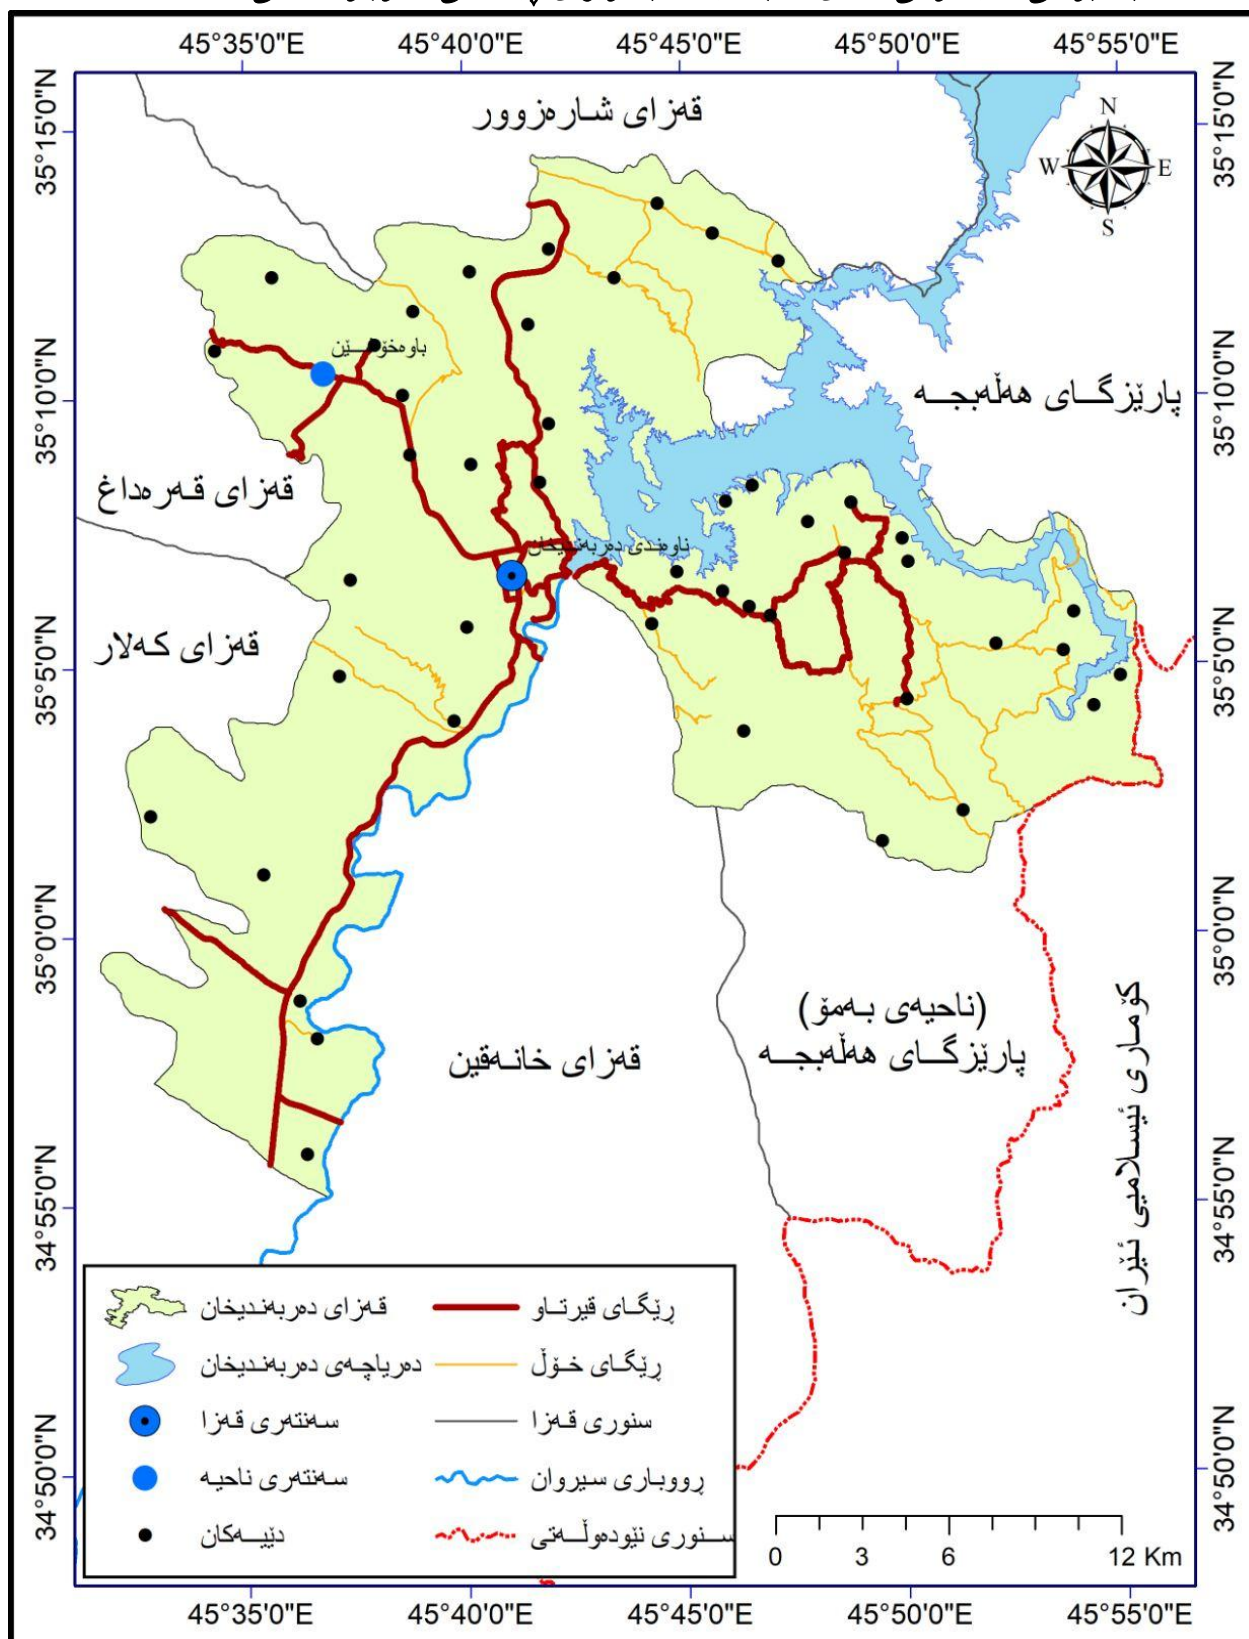 45°35'0"E 45°40'0"E 45°45'0"E 45°50'0"E 45°55'0"E
35°15'0"N 35°15'0"N
قەزای شارەزوور
N
W E
S
باوەخۆشێن
35°10'0"N 35°10'0"N
پارێزگای هەڵەبجە
قەزای قەرەداغ
ناوەندی دەربەندیخان
قەزای کەلار
35°5'0"N 35°5'0"N
35°0'0"N 35°0'0"N
(ناحیەی بەمۆ)
پارێزگای هەڵەبجە
قەزای خانەقین
کۆماری ئیسلامیی ئێران
34°55'0"N 34°55'0"N
قەزای دەربەندیخان
ڕێگای قیرتاو
دەریاچەی دەربەندیخان
ڕێگای خۆڵ
سەنتەری قەزا
سنوری قەزا
سەنتەری ناحیە
ڕووباری سیروان
دێیەکان
سنوری نێودەوڵەتی
34°50'0"N 34°50'0"N
0 3 6 12 Km
45°35'0"E 45°40'0"E 45°45'0"E 45°50'0"E 45°55'0"E